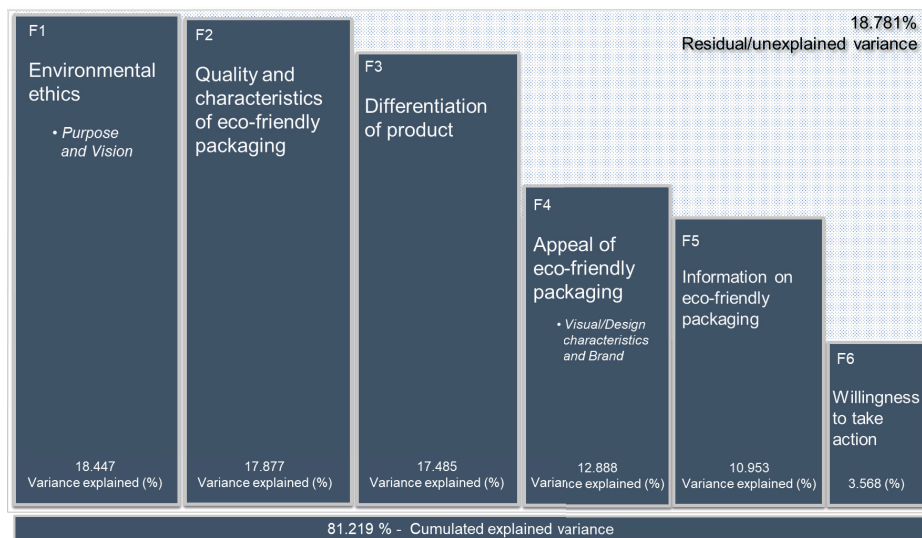 18.781%
Residual/unexplained variance
F1
Environmental
ethics
• Purpose
and Vision
18.447
Variance explained (%)
F2
Quality and
characteristics
of eco-friendly
packaging
17.877
Variance explained (%)
F3
Differentiation
of product
17.485
Variance explained (%)
F4
Appeal of
eco-friendly
packaging
• Visual/Design
characteristics
and Brand
12.888
Variance explained (%)
F5
Information on
eco-friendly
packaging
10.953
Variance explained (%)
F6
Willingness
to take
action
3.568 (%)
81.219 % - Cumulated explained variance